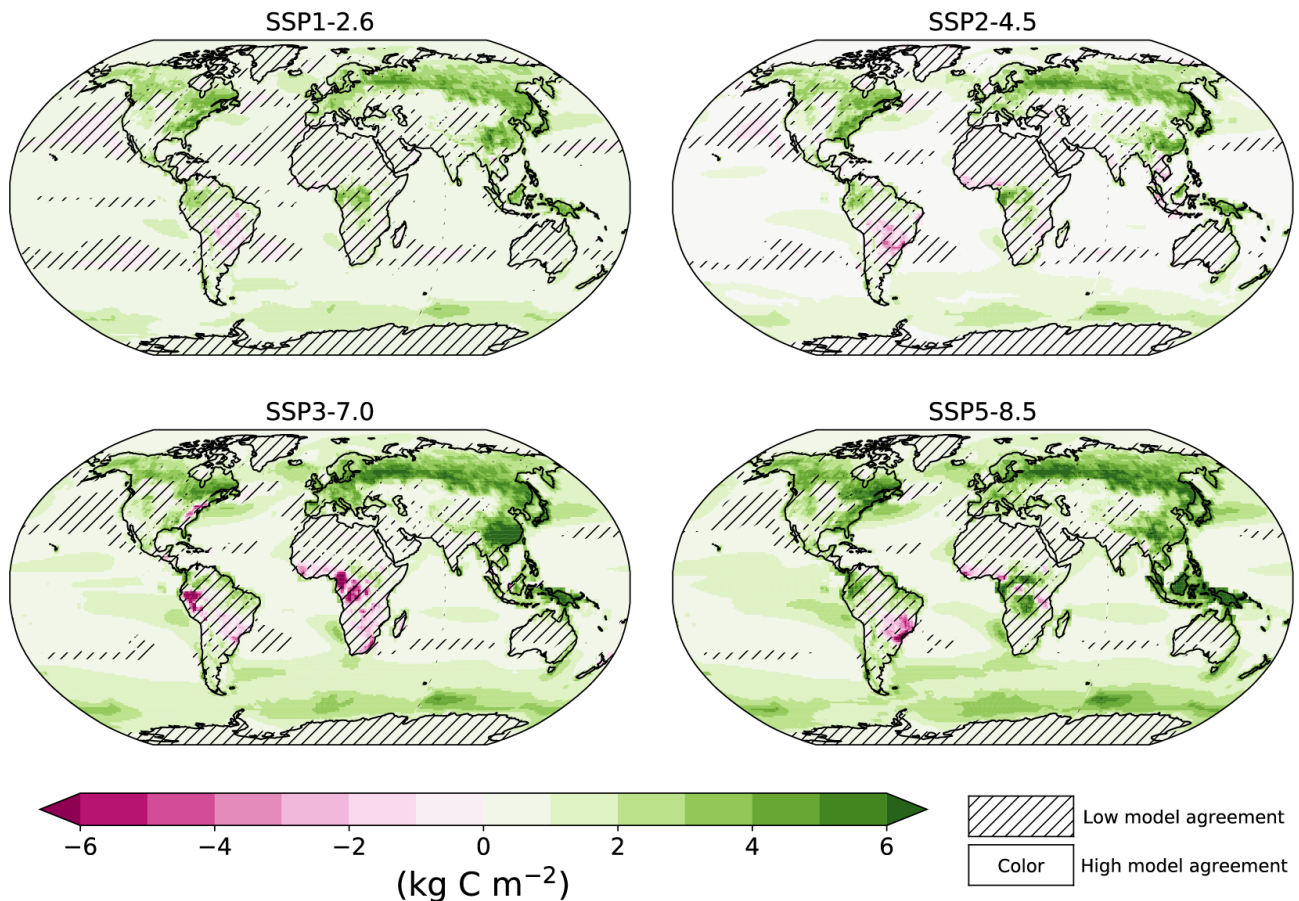 SSP1-2.6
SSP2-4.5
SSP3-7.0
SSP5-8.5
−6 −4 −2 0 2 4 6
(kg C m⁻²)
Low model agreement
Color High model agreement